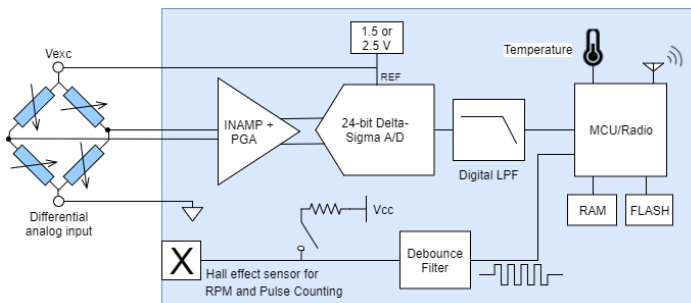 1.5 or
2.5 V
Temperature
Vexc
REF
INAMP +
PGA
24-bit Delta-
Sigma A/D
MCU/Radio
Digital LPF
RAM
FLASH
Differential
analog input
Vcc
X
Hall effect sensor for
RPM and Pulse Counting
Debounce
Filter